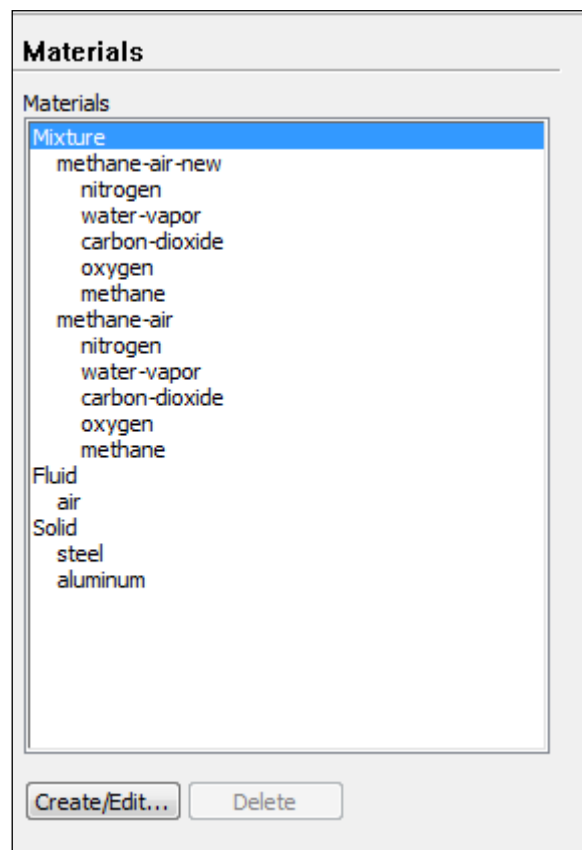 Materials
Materials
Mixture
methane-air-new
nitrogen
water-vapor
carbon-dioxide
oxygen
methane
methane-air
nitrogen
water-vapor
carbon-dioxide
oxygen
methane
Fluid
air
Solid
steel
aluminum
Create/Edit... Delete